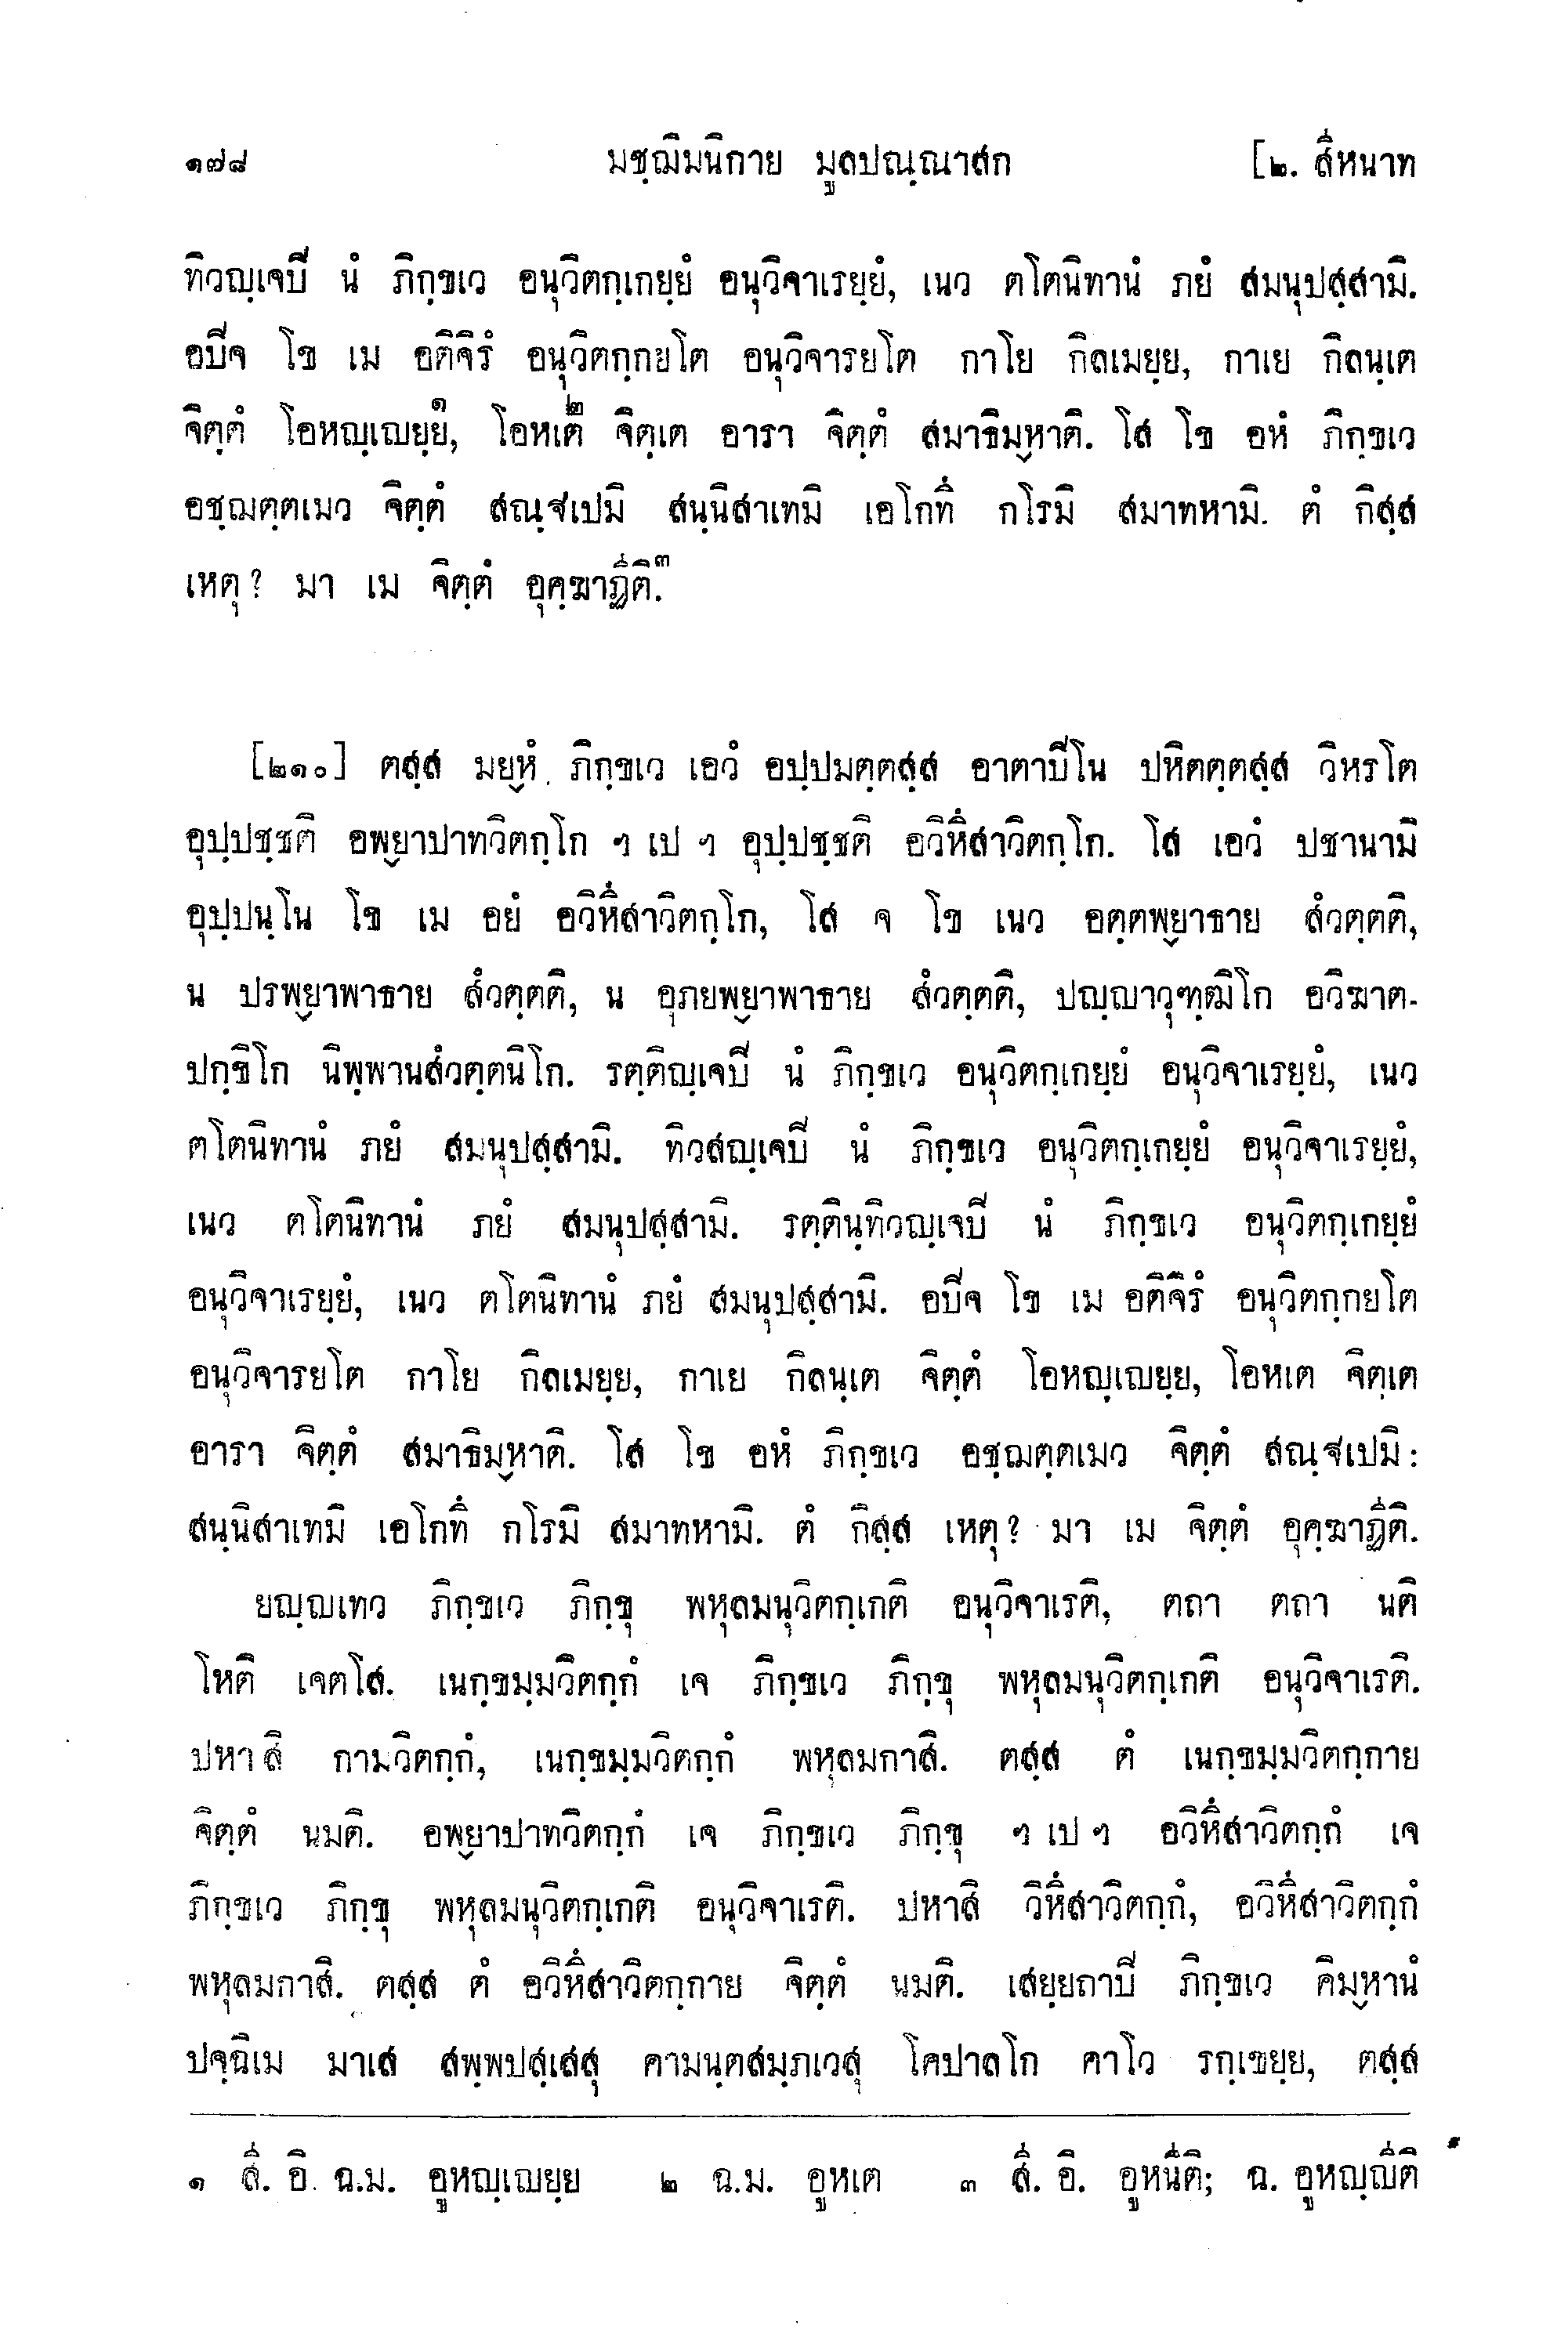 ๑๗๘ มชฺฌิมนิกาย มูลปณฺณาสก [๒. สีหนาท
ทิวญฺเจปิ นํ ภิกฺขเว อนุวิตกฺเกยฺยํ อนุวิจาเรยฺยํ, เนว ตโตนิทานํ ภยํ สมนุปสฺสามิ.
อปิจ โข เม อติจิรํ อนุวิตกฺกยโต อนุวิจารยโต กาโย กิลเมยฺย, กาเย กิลนฺเต
จิตฺตํ โอหญฺเญยฺย๑, โอหเต๒ จิตฺเต อารา จิตฺตํ สมาธิมฺหาติ. โส โข อหํ ภิกฺขเว
อชฺฌตฺตเมว จิตฺตํ สณฺฐเปมิ สนฺนิสาเทมิ เอโกทึ กโรมิ สมาทหามิ. ตํ กิสฺส
เหตุ? มา เม จิตฺตํ อุคฺฆาฏีติ.๓
[๒๑๐] ตสฺส มยฺหํ ภิกฺขเว เอวํ อปฺปมตฺตสฺส อาตาปิโน ปหิตตฺตสฺส วิหรโต
อุปฺปชฺชติ อพฺยาปาทวิตกฺโก ฯ เป ฯ อุปฺปชฺชติ อวิหึสาวิตกฺโก. โส เอวํ ปชานามิ
อุปฺปนฺโน โข เม อยํ อวิหึสาวิตกฺโก, โส จ โข เนว อตฺตพฺยาธาย สํวตฺตติ,
น ปรพฺยาพาธาย สํวตฺตติ, น อุภยพฺยาพาธาย สํวตฺตติ, ปญฺญาวุฑฺฒิโก อวิฆาต-
ปกฺขิโก นิพฺพานสํวตฺตนิโก. รตฺติญฺเจปิ นํ ภิกฺขเว อนุวิตกฺเกยฺยํ อนุวิจาเรยฺยํ, เนว
ตโตนิทานํ ภยํ สมนุปสฺสามิ. ทิวสญฺเจปิ นํ ภิกฺขเว อนุวิตกฺเกยฺยํ อนุวิจาเรยฺยํ,
เนว ตโตนิทานํ ภยํ สมนุปสฺสามิ. รตฺตินฺทิวญฺเจปิ นํ ภิกฺขเว อนุวิตกฺเกยฺยํ
อนุวิจาเรยฺยํ, เนว ตโตนิทานํ ภยํ สมนุปสฺสามิ. อปิจ โข เม อติจิรํ อนุวิตกฺกยโต
อนุวิจารยโต กาโย กิลเมยฺย, กาเย กิลนฺเต จิตฺตํ โอหญฺเญยฺย, โอหเต จิตฺเต
อารา จิตฺตํ สมาธิมฺหาติ. โส โข อหํ ภิกฺขเว อชฺฌตฺตเมว จิตฺตํ สณฺฐเปมิ:
สนฺนิสาเทมิ เอโกทึ กโรมิ สมาทหามิ. ตํ กิสฺส เหตุ? มา เม จิตฺตํ อุคฺฆาฏีติ.
ยญฺญเทว ภิกฺขเว ภิกฺขุ พหุลมนุวิตกฺเกติ อนุวิจาเรติ, ตถา ตถา นติ
โหติ เจตโส. เนกฺขมฺมวิตกฺกํ เจ ภิกฺขเว ภิกฺขุ พหุลมนุวิตกฺเกติ อนุวิจาเรติ.
ปหาสิ กามวิตกฺกํ, เนกฺขมฺมวิตกฺกํ พหุลมกาสิ. ตสฺส ตํ เนกฺขมฺมวิตกฺกาย
จิตฺตํ นมติ. อพฺยาปาทวิตกฺกํ เจ ภิกฺขเว ภิกฺขุ ฯ เป ฯ อวิหึสาวิตกฺกํ เจ
ภิกฺขเว ภิกฺขุ พหุลมนุวิตกฺเกติ อนุวิจาเรติ. ปหาสิ วิหึสาวิตกฺกํ, อวิหึสาวิตกฺกํ
พหุลมกาสิ. ตสฺส ตํ อวิหึสาวิตกฺกาย จิตฺตํ นมติ. เสยฺยถาปิ ภิกฺขเว คิมฺหานํ
ปจฺฉิเม มาเส สพฺพปสฺเสสุ คามนฺตสมฺภเวสุ โคปาลโก คาโว รกฺเขยฺย, ตสฺส
๑ สี. อิ. ฉ.ม. อูหญฺเญยฺย ๒ ฉ.ม. อูหเต ๓ สี. อิ. อูหนีติ; ฉ. อูหญฺญีติ